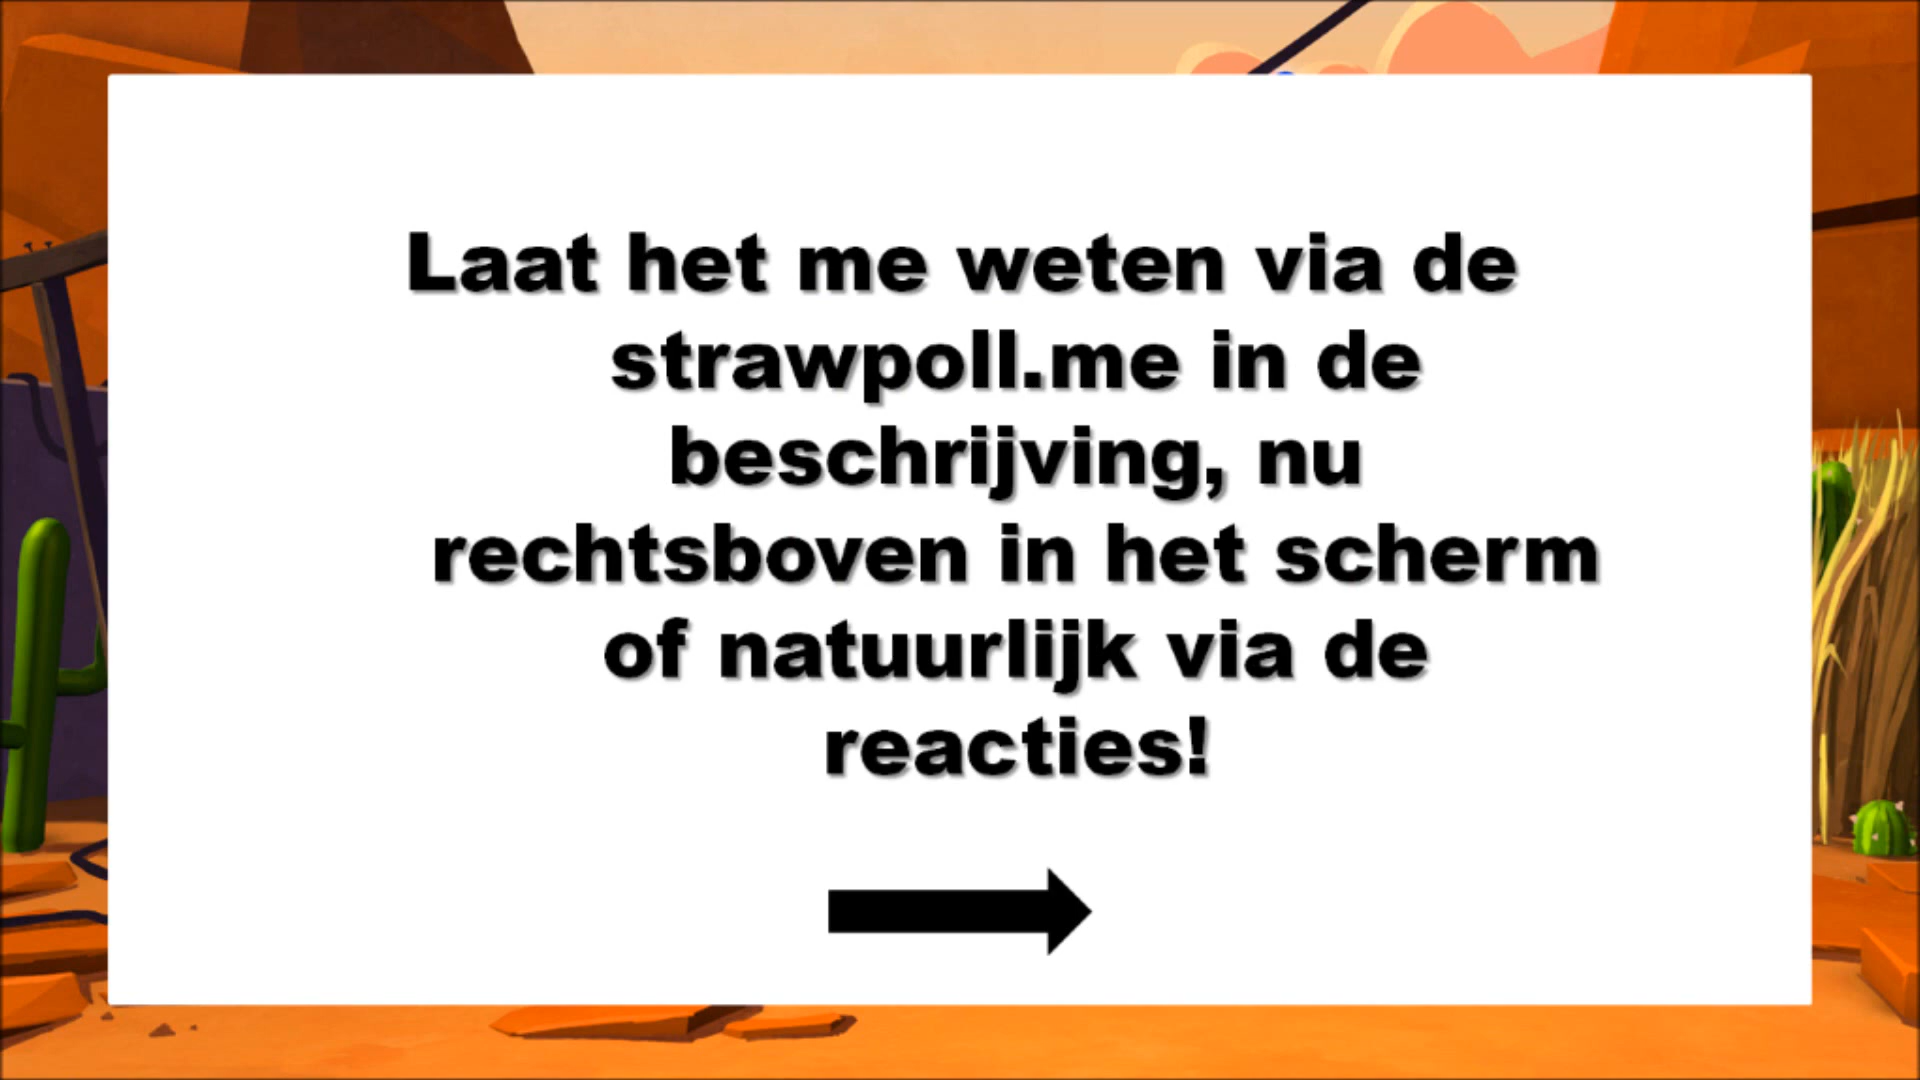 Laat het me weten via de
strawpoll.me in de
beschrijving, nu
rechtsboven in het scherm
of natuurlijk via de
reacties!